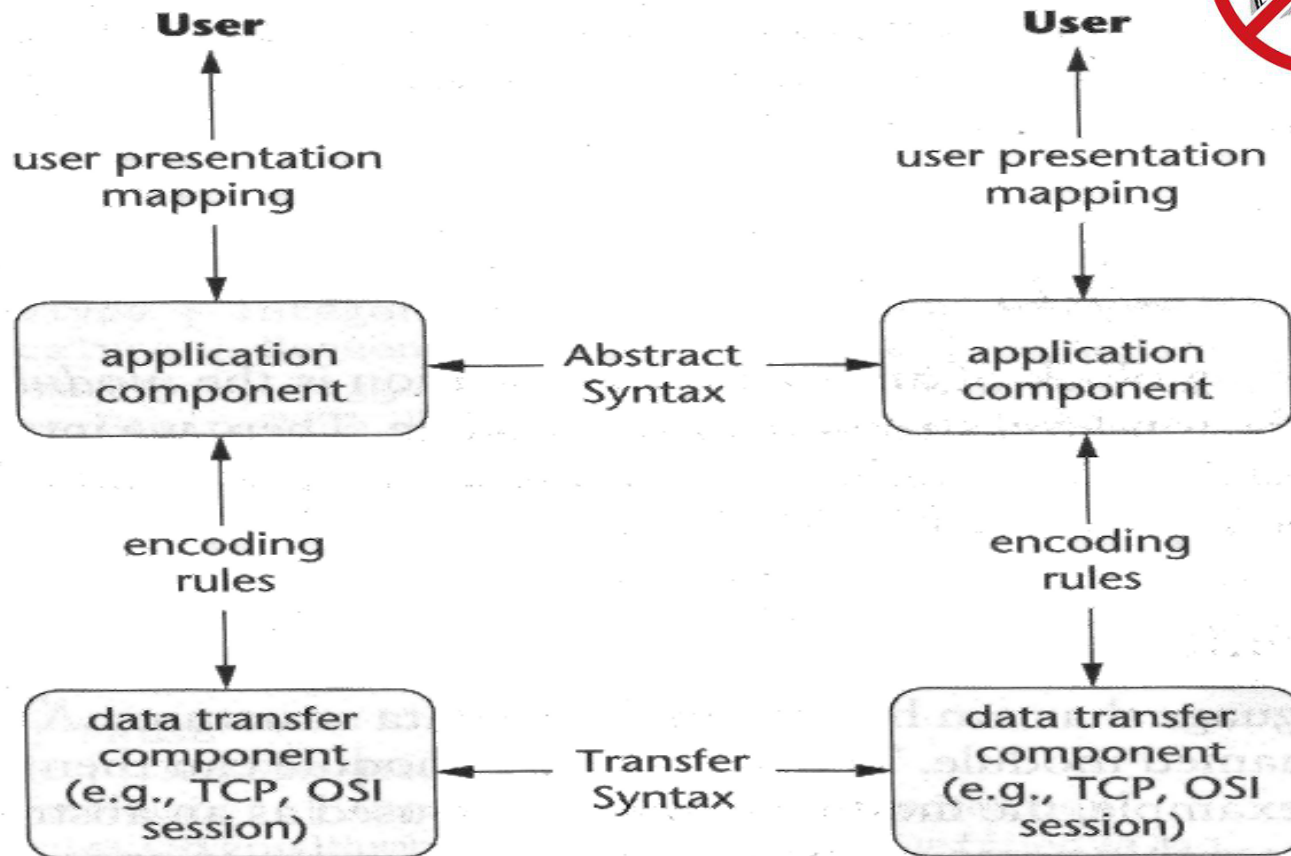 User
User
user presentation
mapping
user presentation
mapping
application
component
Abstract
Syntax
application
component
encoding
rules
encoding
rules
data transfer
component
(e.g., TCP, OSI
session)
Transfer
Syntax
data transfer
component
(e.g., TCP, OSI
session)